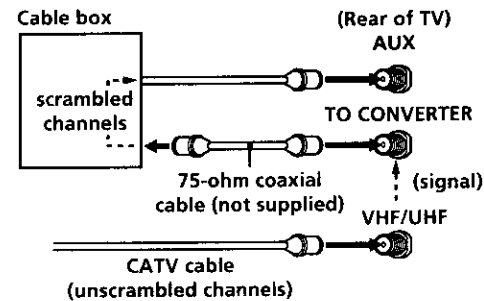 Cable box
(Rear of TV)
AUX
scrambled
channels
TO CONVERTER
75-ohm coaxial
cable (not supplied)
(signal)
VHF/UHF
CATV cable
(unscrambled channels)